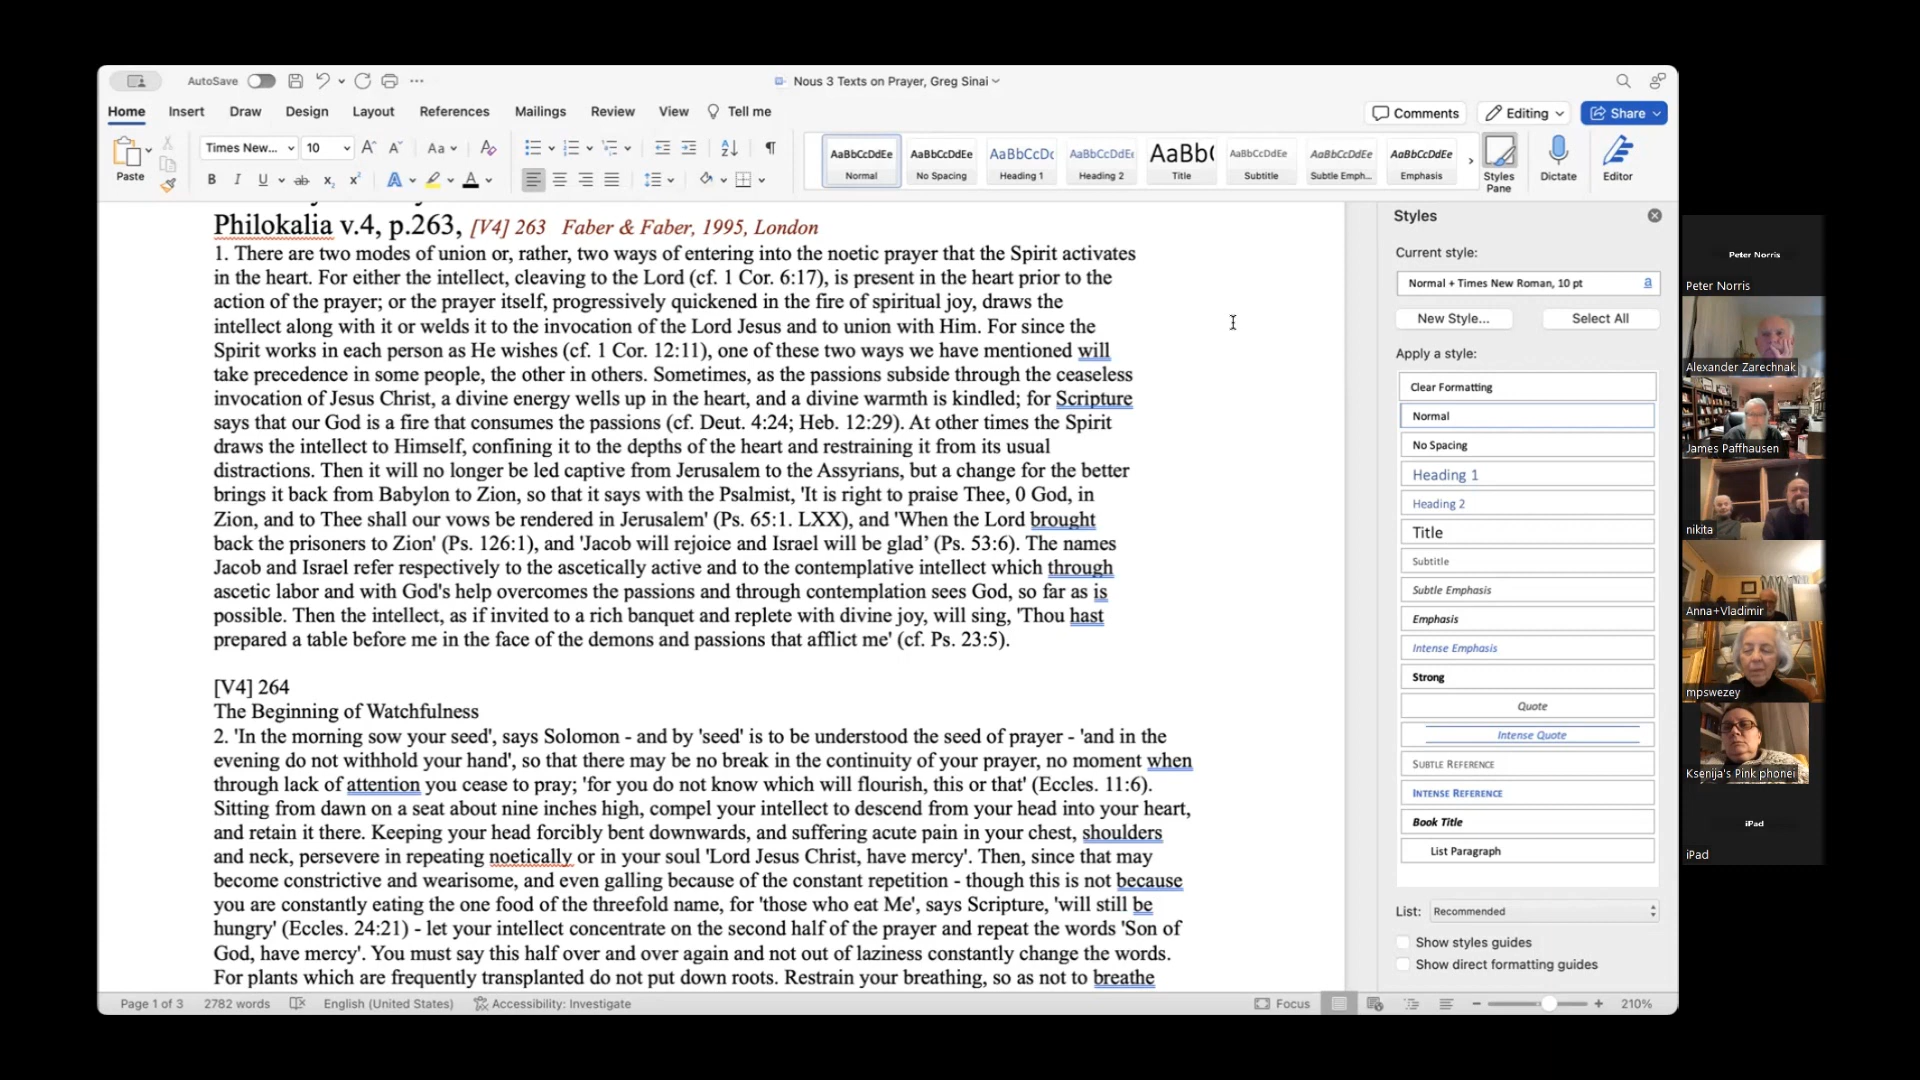 AutoSave
Nous 3 Texts on Prayer, Greg Sinai
Home Insert Draw Design Layout References Mailings Review View Tell me
Comments Editing Share
Paste
Times New... 10
AaBbCcDdEe AaBbCcDdEe AaBbCcDc AaBbCcDdEe AaBb( AaBbCcDdEe AaBbCcDdEe AaBbCcDdEe
Normal No Spacing Heading 1 Heading 2 Title Subtitle Subtle Emph... Emphasis
Styles Pane Dictate Editor
Philokalia v.4, p.263, [V4] 263 Faber & Faber, 1995, London
1. There are two modes of union or, rather, two ways of entering into the noetic prayer that the Spirit activates
in the heart. For either the intellect, cleaving to the Lord (cf. 1 Cor. 6:17), is present in the heart prior to the
action of the prayer; or the prayer itself, progressively quickened in the fire of spiritual joy, draws the
intellect along with it or welds it to the invocation of the Lord Jesus and to union with Him. For since the
Spirit works in each person as He wishes (cf. 1 Cor. 12:11), one of these two ways we have mentioned will
take precedence in some people, the other in others. Sometimes, as the passions subside through the ceaseless
invocation of Jesus Christ, a divine energy wells up in the heart, and a divine warmth is kindled; for Scripture
says that our God is a fire that consumes the passions (cf. Deut. 4:24; Heb. 12:29). At other times the Spirit
draws the intellect to Himself, confining it to the depths of the heart and restraining it from its usual
distractions. Then it will no longer be led captive from Jerusalem to the Assyrians, but a change for the better
brings it back from Babylon to Zion, so that it says with the Psalmist, 'It is right to praise Thee, 0 God, in
Zion, and to Thee shall our vows be rendered in Jerusalem' (Ps. 65:1. LXX), and 'When the Lord brought
back the prisoners to Zion' (Ps. 126:1), and 'Jacob will rejoice and Israel will be glad’ (Ps. 53:6). The names
Jacob and Israel refer respectively to the ascetically active and to the contemplative intellect which through
ascetic labor and with God's help overcomes the passions and through contemplation sees God, so far as is
possible. Then the intellect, as if invited to a rich banquet and replete with divine joy, will sing, 'Thou hast
prepared a table before me in the face of the demons and passions that afflict me' (cf. Ps. 23:5).
[V4] 264
The Beginning of Watchfulness
2. 'In the morning sow your seed', says Solomon - and by 'seed' is to be understood the seed of prayer - 'and in the
evening do not withhold your hand', so that there may be no break in the continuity of your prayer, no moment when
through lack of attention you cease to pray; 'for you do not know which will flourish, this or that' (Eccles. 11:6).
Sitting from dawn on a seat about nine inches high, compel your intellect to descend from your head into your heart,
and retain it there. Keeping your head forcibly bent downwards, and suffering acute pain in your chest, shoulders
and neck, persevere in repeating noetically or in your soul 'Lord Jesus Christ, have mercy'. Then, since that may
become constrictive and wearisome, and even galling because of the constant repetition - though this is not because
you are constantly eating the one food of the threefold name, for 'those who eat Me', says Scripture, 'will still be
hungry' (Eccles. 24:21) - let your intellect concentrate on the second half of the prayer and repeat the words 'Son of
God, have mercy'. You must say this half over and over again and not out of laziness constantly change the words.
For plants which are frequently transplanted do not put down roots. Restrain your breathing, so as not to breathe
Styles
Current style:
Normal + Times New Roman, 10 pt a
New Style... Select All
Apply a style:
Clear Formatting
Normal
No Spacing
Heading 1
Heading 2
Title
Subtitle
Subtle Emphasis
Emphasis
Intense Emphasis
Strong
Quote
Intense Quote
SUBTLE REFERENCE
INTENSE REFERENCE
Book Title
List Paragraph
List: Recommended
Show styles guides
Show direct formatting guides
Page 1 of 3 2782 words English (United States) Accessibility: Investigate
Focus 210%
Peter Norris
Peter Norris
Alexander Zarechnak
James Paffhausen
nikita
Anna+Vladimir
mpswezey
Ksenija's Pink phonei
iPad
iPad